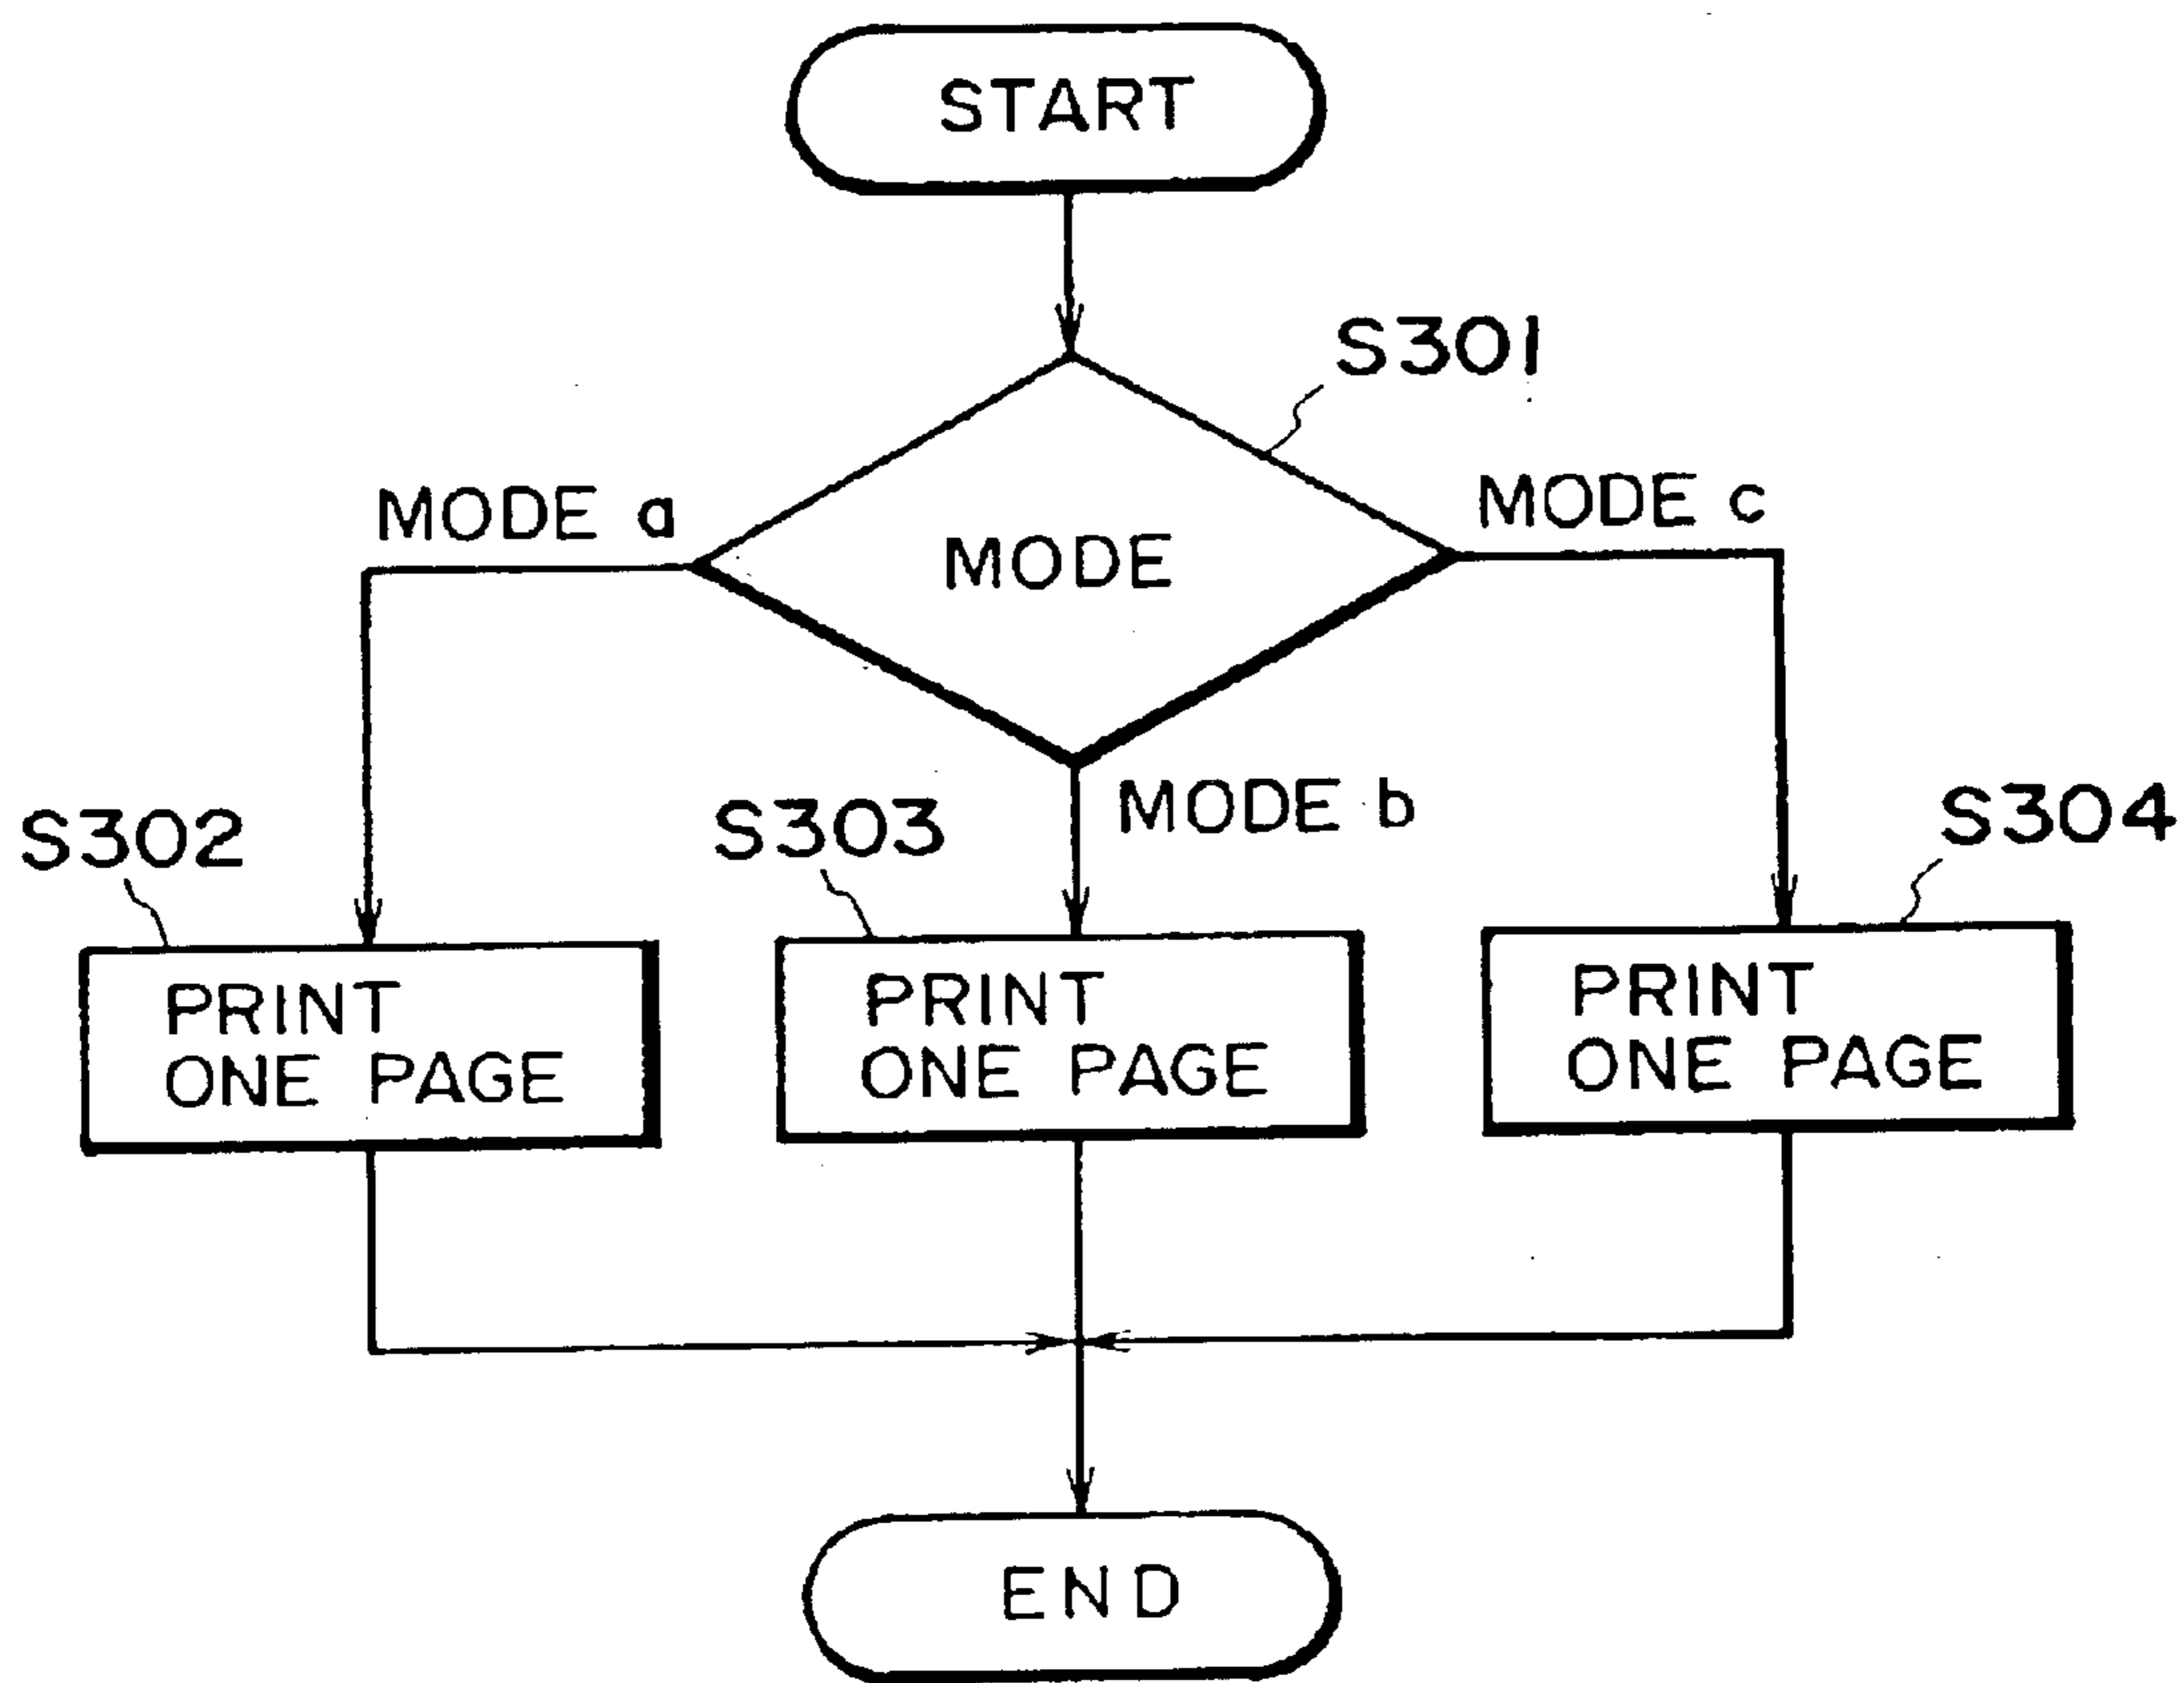 START
S301
MODE a
MODE
MODE c
MODE b
S302
S303
S304
PRINT
ONE PAGE
PRINT
ONE PAGE
PRINT
ONE PAGE
END